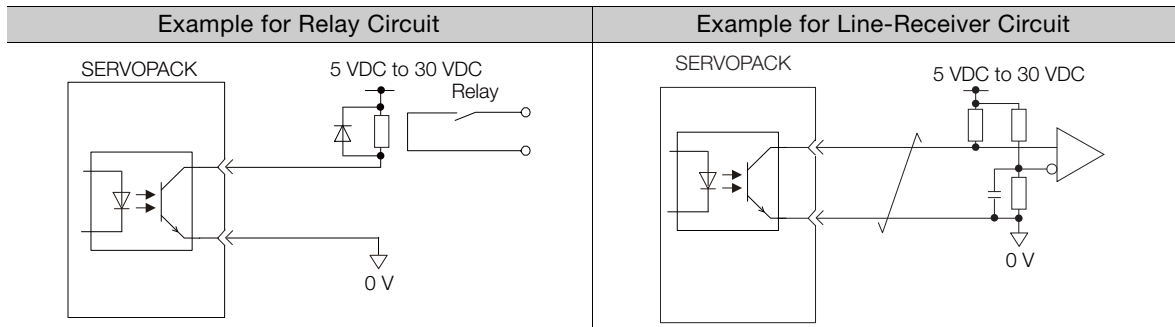 Example for Relay Circuit
Example for Line-Receiver Circuit
SERVOPACK
5 VDC to 30 VDC
Relay
0 V
SERVOPACK
5 VDC to 30 VDC
0 V